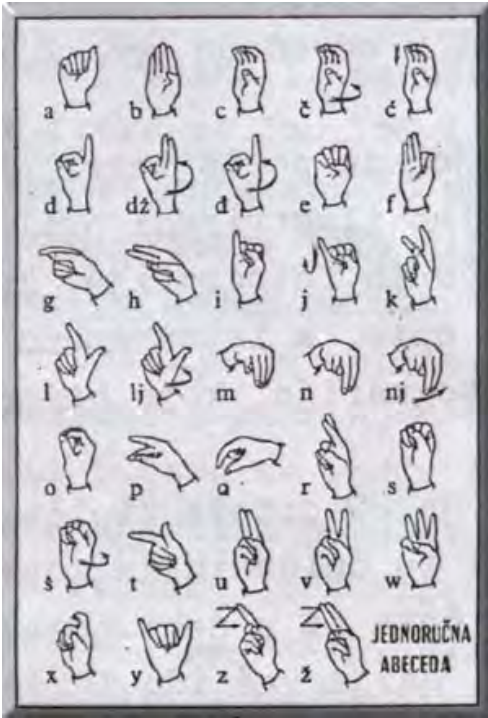 a b c č ć
d dž đ e f
g h i j k
l lj m n nj
o p q r s
š t u v w
x y z ž JEDNORUČNA
ABECEDA